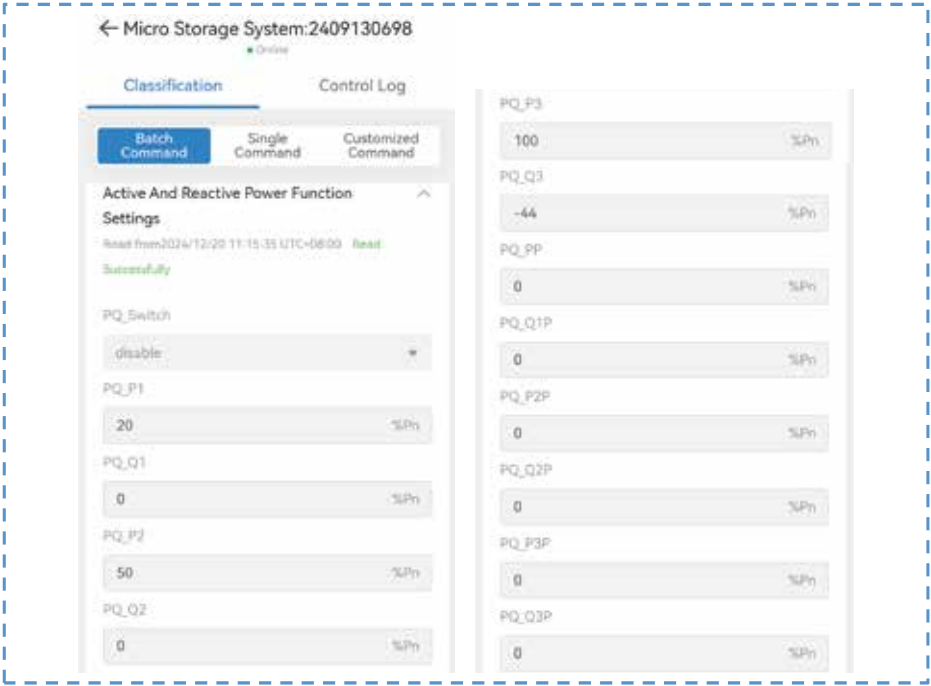 ← Micro Storage System:2409130698
Online
Classification
Control Log
Batch Command
Single Command
Customized Command
Active And Reactive Power Function
Settings
Read from2024/12/20 11:15:35 UTC+08:00 Read
Successfully
PQ_Switch
disable
PQ_P1
20 %Pn
PQ_Q1
0 %Pn
PQ_P2
50 %Pn
PQ_Q2
0 %Pn
PQ_P3
100 %Pn
PQ_Q3
-44 %Pn
PQ_PP
0 %Pn
PQ_Q1P
0 %Pn
PQ_P2P
0 %Pn
PQ_Q2P
0 %Pn
PQ_P3P
0 %Pn
PQ_Q3P
0 %Pn